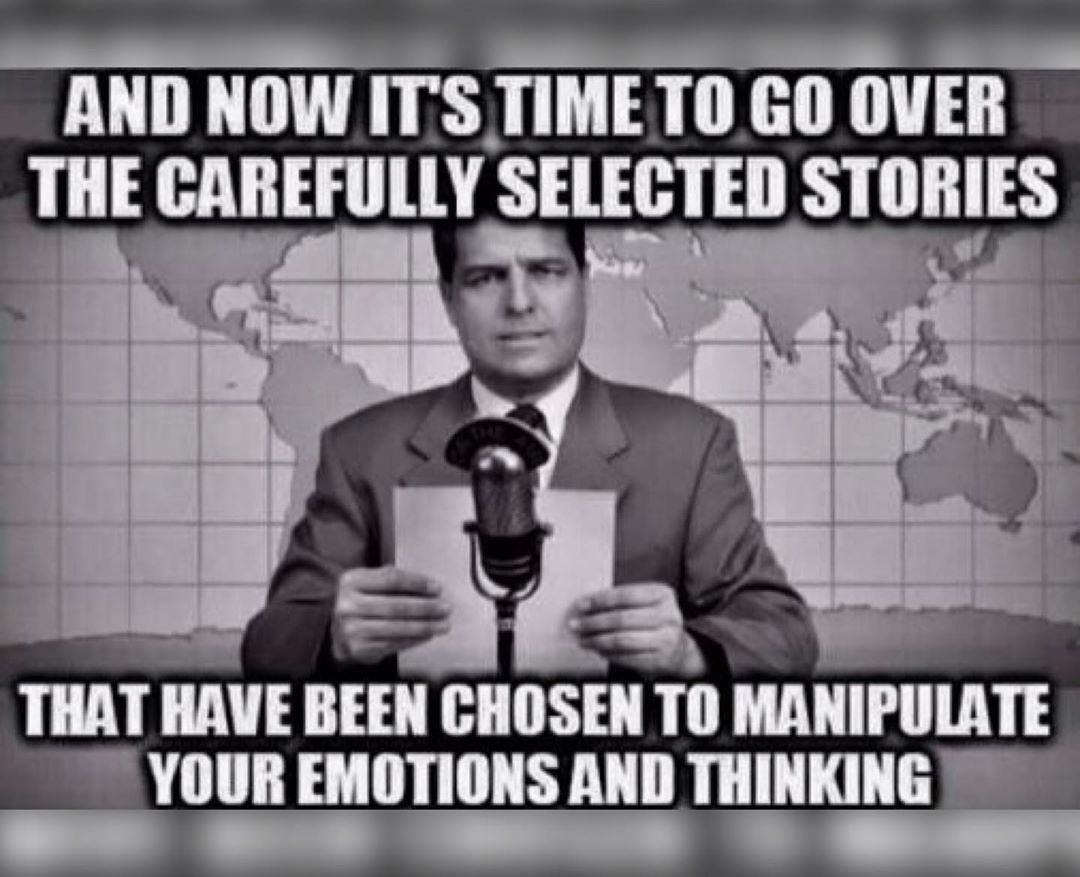 AND NOW IT'S TIME TO GO OVER
THE CAREFULLY SELECTED STORIES
THAT HAVE BEEN CHOSEN TO MANIPULATE
YOUR EMOTIONS AND THINKING